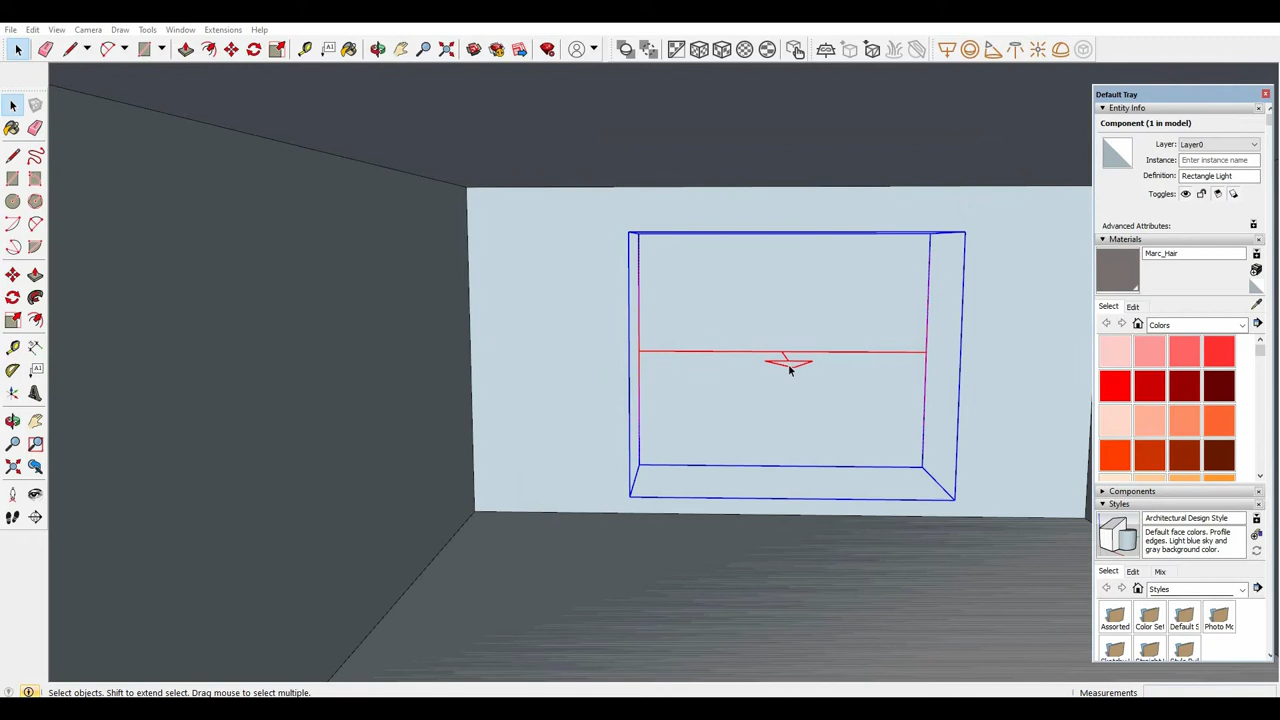 File Edit View Camera Draw Tools Window Extensions Help
Default Tray
Entity Info
Component (1 in model)
Layer: Layer0
Instance: Enter instance name
Definition: Rectangle Light
Toggles:
Advanced Attributes:
Materials
Marc_Hair
Select Edit
Colors
Components
Styles
Architectural Design Style
Default face colors. Profile
edges. Light blue sky and
gray background color.
Select Edit Mix
Styles
Assorted Color Set Default S Photo Mo
Select objects. Shift to extend select. Drag mouse to select multiple.
Measurements